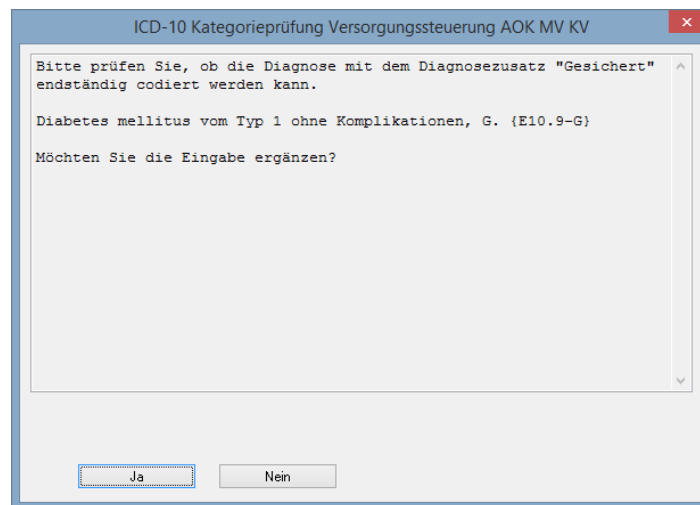 ICD-10 Kategorieprüfung Versorgungssteuerung AOK MV KV
Bitte prüfen Sie, ob die Diagnose mit dem Diagnosezusatz "Gesichert"
endständig codiert werden kann.
Diabetes mellitus vom Typ 1 ohne Komplikationen, G. {E10.9-G}
Möchten Sie die Eingabe ergänzen?
Ja
Nein